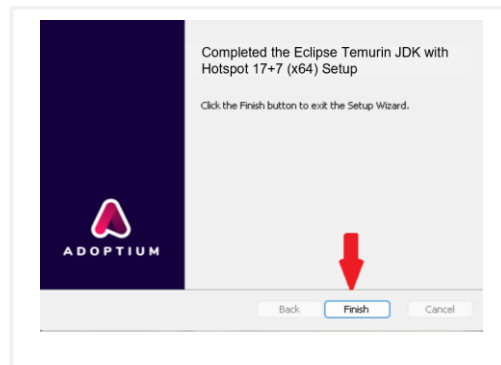 Completed the Eclipse Temurin JDK with
Hotspot 17+7 (x64) Setup
Click the Finish button to exit the Setup Wizard.
ADOPTIUM
Back
Finish
Cancel